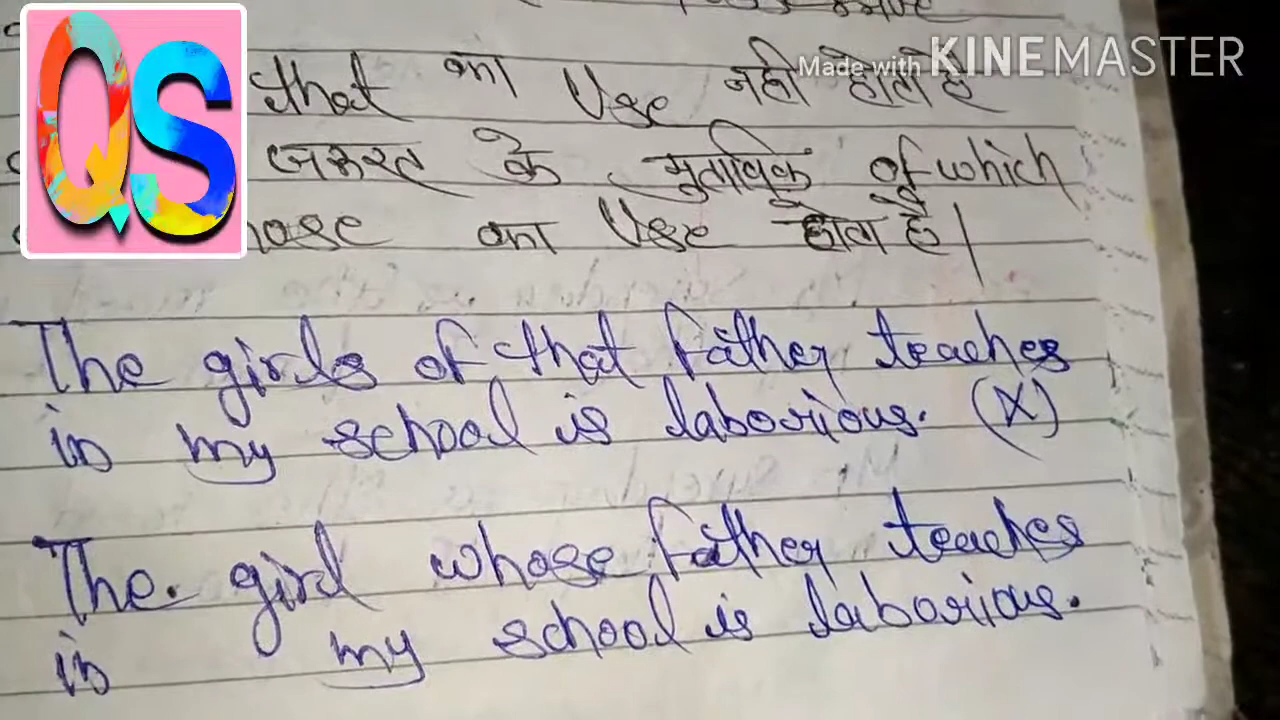 QS
Made with KINEMASTER
that का Use नही होता है
जरूरत के मुताविक of which
का Use होता है।
The girls of that father teaches
in my school is laborious. (X)
The girl whose father teaches
in my school is laborious.